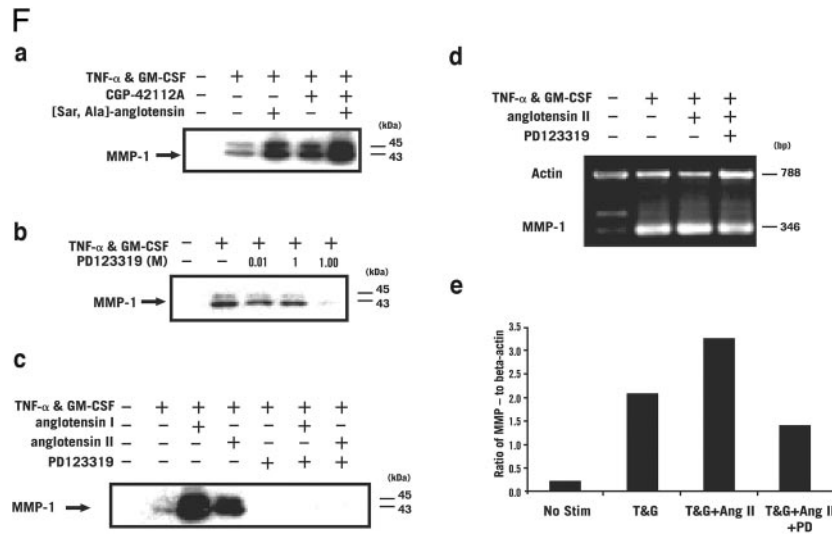 F
a
TNF-α & GM-CSF – + + + +
CGP-42112A – – – + +
[Sar, Ala]-anglotensin – – + – +
(kDa)
MMP-1
45
43
b
TNF-α & GM-CSF – + + + +
PD123319 (M) – – 0.01 1 1.00
(kDa)
MMP-1
45
43
c
TNF-α & GM-CSF – + + + + + +
anglotensin I – – + – – + –
anglotensin II – – – + – – +
PD123319 – – – – + + +
(kDa)
MMP-1
45
43
d
TNF-α & GM-CSF – + + +
anglotensin II – – + +
PD123319 – – – +
(bp)
Actin
788
MMP-1
346
e
Ratio of MMP – to beta-actin
3.5
3.0
2.5
2.0
1.5
1.0
0.5
0.0
No Stim T&G T&G+Ang II T&G+Ang II
+PD